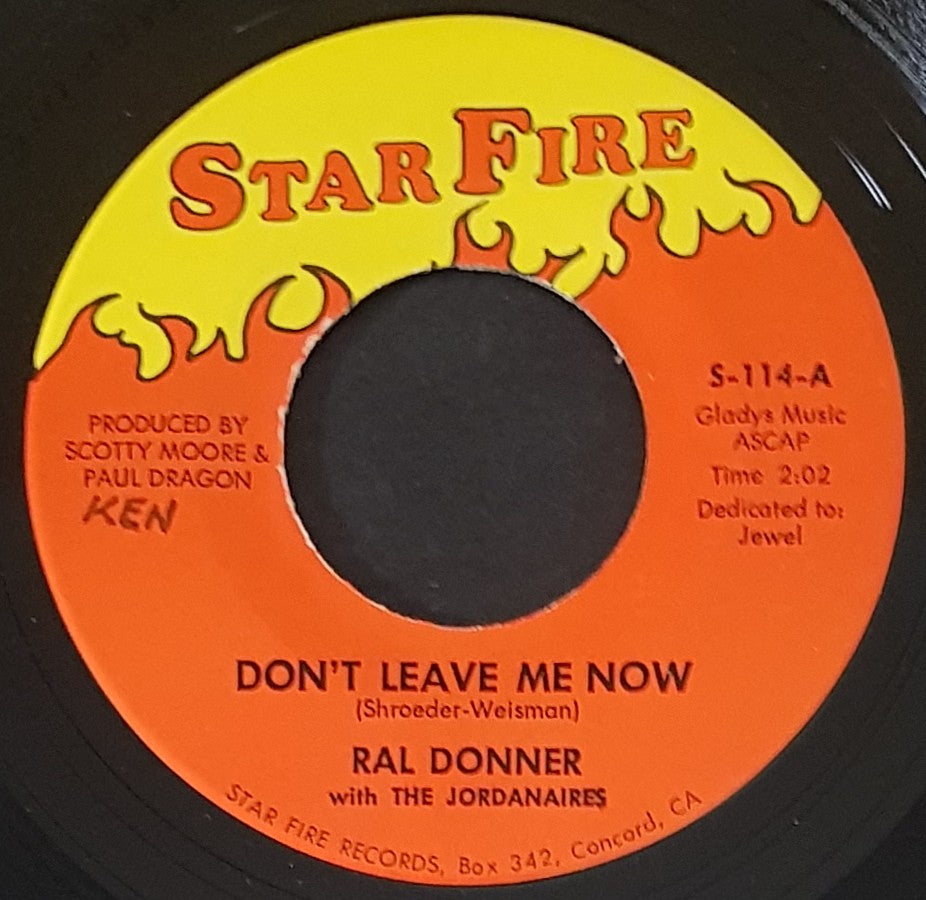 STAR FIRE
PRODUCED BY
SCOTTY MOORE &
PAUL DRAGON
KEN
S-114-A
Gladys Music
ASCAP
Time 2:02
Dedicated to:
Jewel
DON'T LEAVE ME NOW
(Shroeder-Weisman)
RAL DONNER
with THE JORDANAIRES
STAR FIRE RECORDS, Box 342, Concord, CA